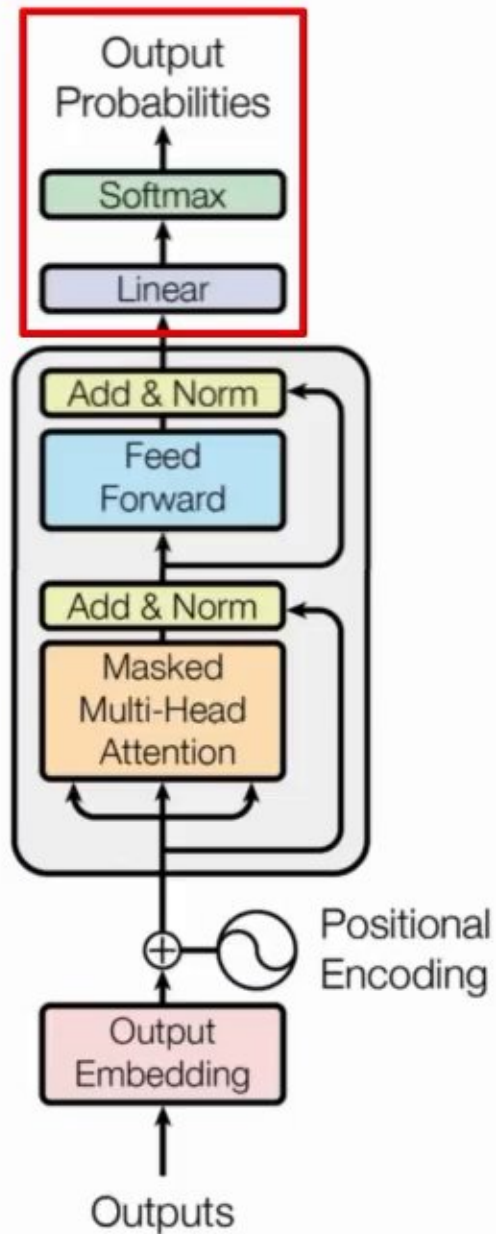 Output
Probabilities
Softmax
Linear
Add & Norm
Feed
Forward
Add & Norm
Masked
Multi-Head
Attention
Positional
Encoding
Output
Embedding
Outputs